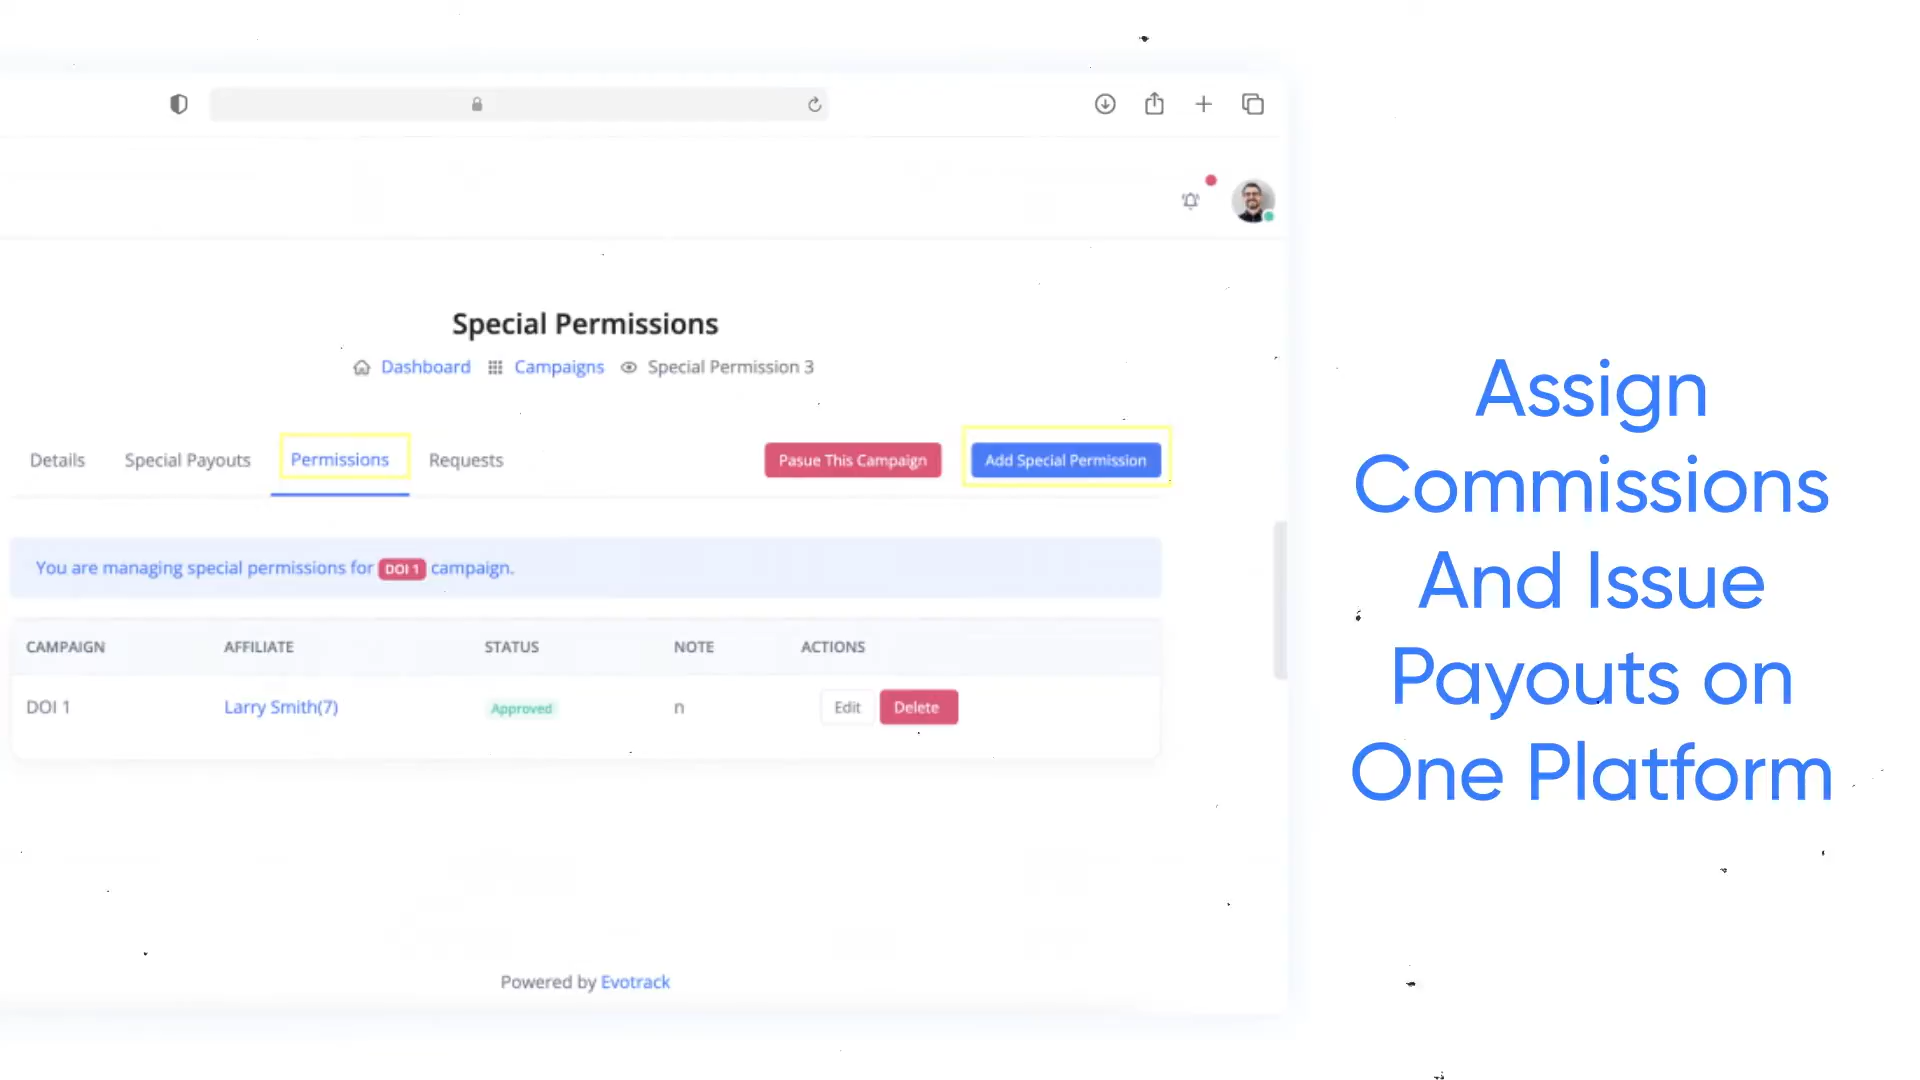 Special Permissions
Dashboard Campaigns Special Permission 3
Details Special Payouts Permissions Requests Pasue This Campaign Add Special Permission
You are managing special permissions for DOI 1 campaign.
CAMPAIGN AFFILIATE STATUS NOTE ACTIONS
DOI 1 Larry Smith(7) Approved n Edit Delete
Powered by Evotrack
Assign
Commissions
And Issue
Payouts on
One Platform